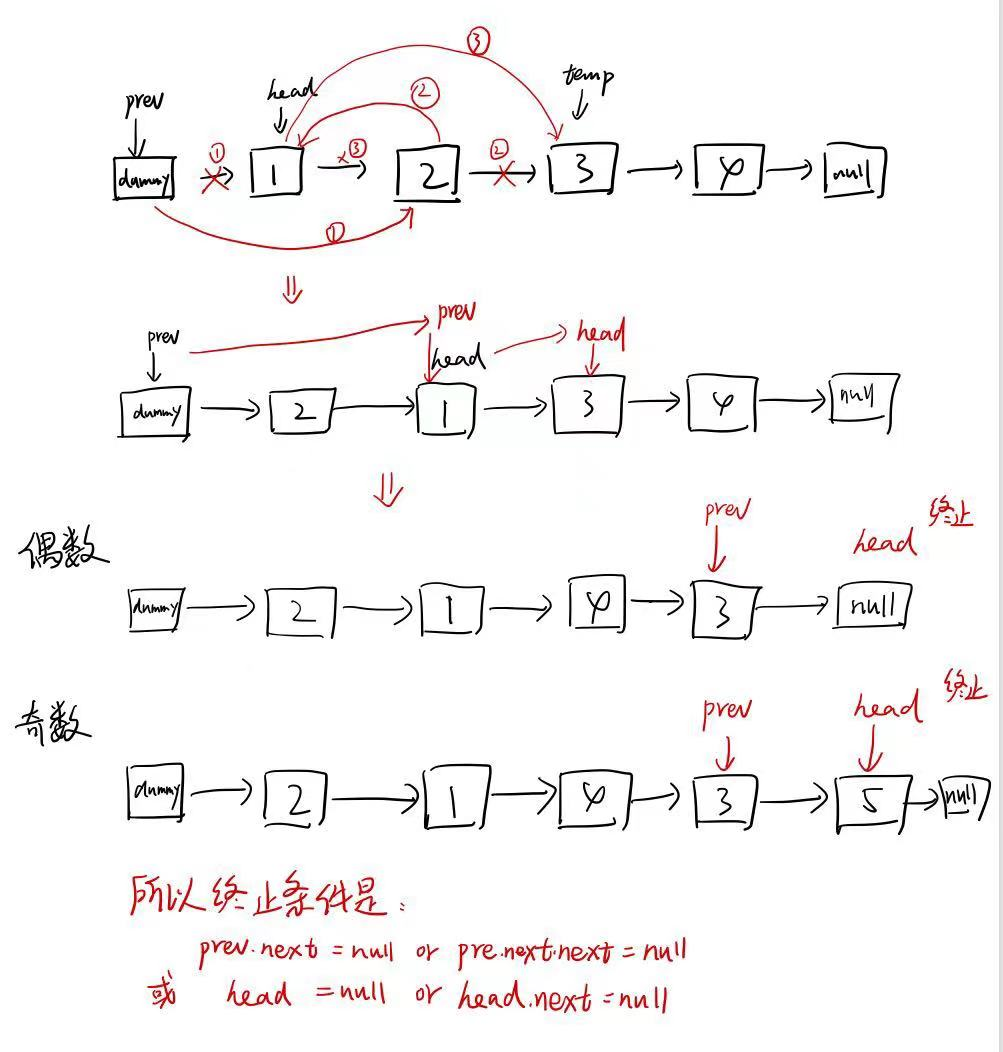 ③
prev head ② temp
① ×③ ②
dummy 1 2 3 4 null
①
prev
prev head head
dummy 2 1 3 4 null
prev head 终止
偶数
dummy 2 1 4 3 null
prev head 终止
奇数
dummy 2 1 4 3 5 null
所以终止条件是：
prev.next = null or pre.next.next = null
或 head = null or head.next = null